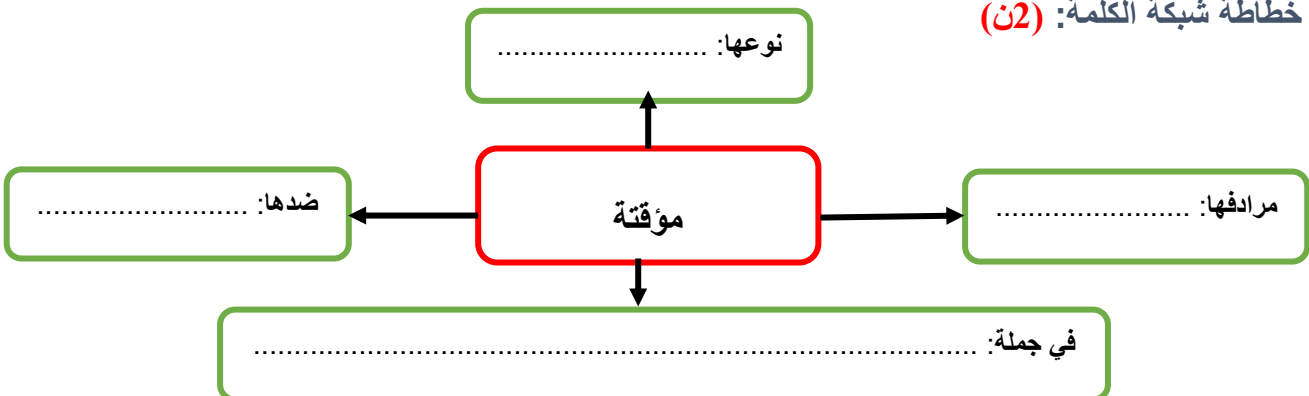 خطاطة شبكة الكلمة: (2ن)
نوعها: ..........................
مؤقتة
مرادفها: ........................
ضدها: ..........................
في جملة: .........................................................................................